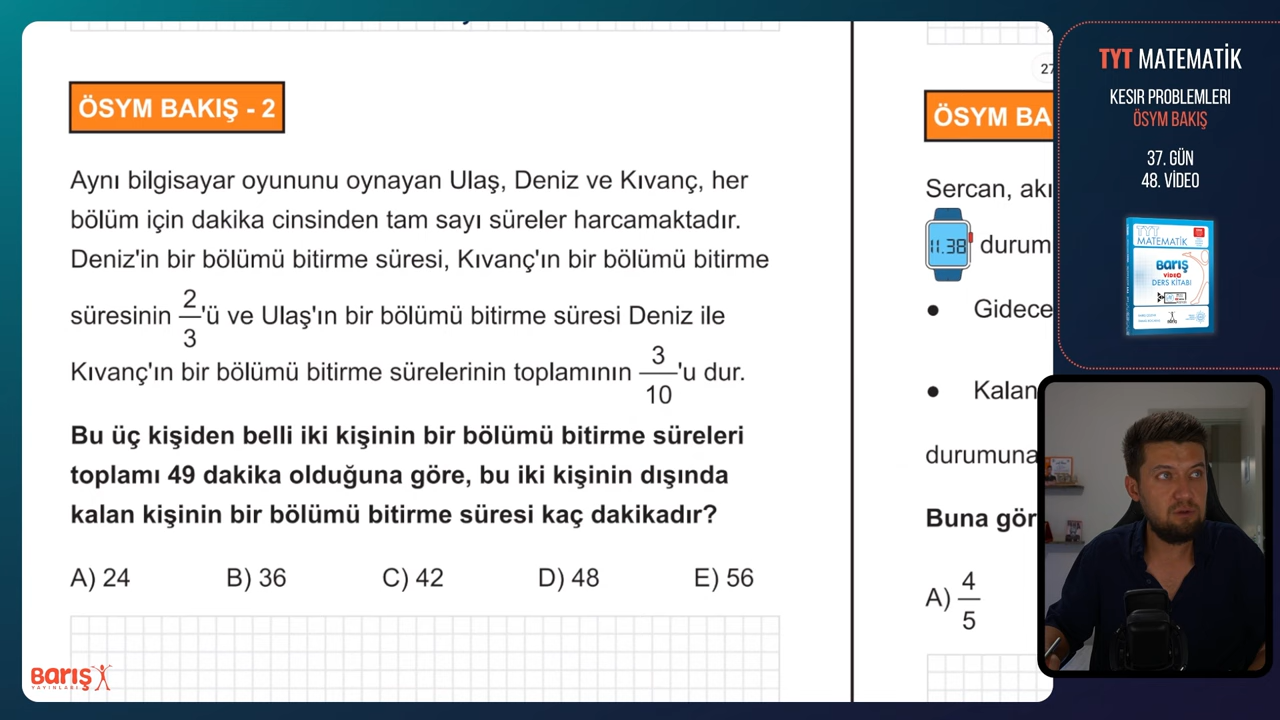 ÖSYM BAKIŞ - 2
Aynı bilgisayar oyununu oynayan Ulaş, Deniz ve Kıvanç, her
bölüm için dakika cinsinden tam sayı süreler harcamaktadır.
Deniz'in bir bölümü bitirme süresi, Kıvanç'ın bir bölümü bitirme
süresinin 2/3'ü ve Ulaş'ın bir bölümü bitirme süresi Deniz ile
Kıvanç'ın bir bölümü bitirme sürelerinin toplamının 3/10'u dur.
Bu üç kişiden belli iki kişinin bir bölümü bitirme süreleri
toplamı 49 dakika olduğuna göre, bu iki kişinin dışında
kalan kişinin bir bölümü bitirme süresi kaç dakikadır?
A) 24 B) 36 C) 42 D) 48 E) 56
BARIŞ
YAYINLARI
27
ÖSYM BA
Sercan, akı
11.38 durum
• Gidece
• Kalan
durumuna
Buna gör
A) 4/5
TYT MATEMATİK
KESIR PROBLEMLERI
ÖSYM BAKIŞ
37. GÜN
48. VİDEO
TYT
MATEMATİK
BARIŞ
VİDEO
DERS KİTABI